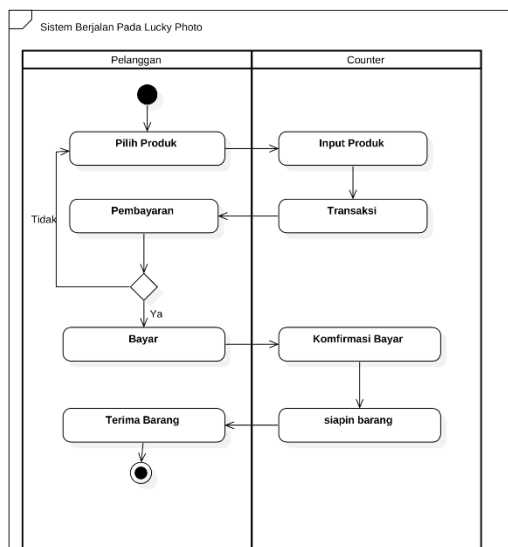 Sistem Berjalan Pada Lucky Photo
Pelanggan
Counter
Pilih Produk
Input Produk
Pembayaran
Transaksi
Tidak
Ya
Bayar
Komfirmasi Bayar
Terima Barang
siapin barang